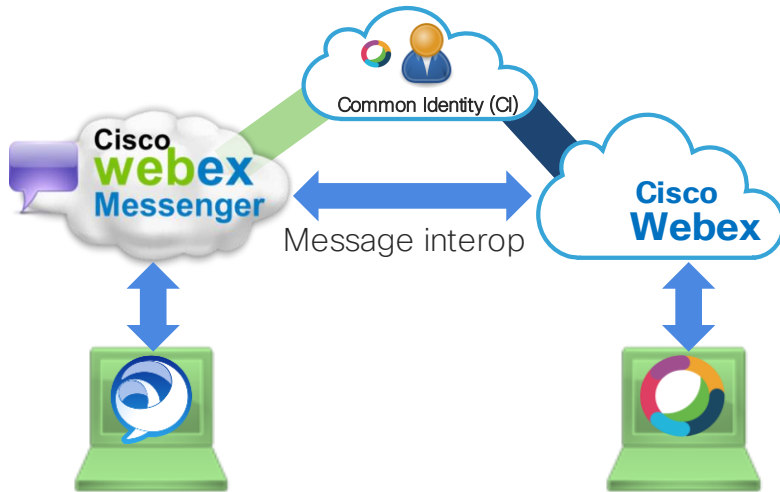 Common Identity (CI)
Cisco
webex
Messenger
Message interop
Cisco
Webex